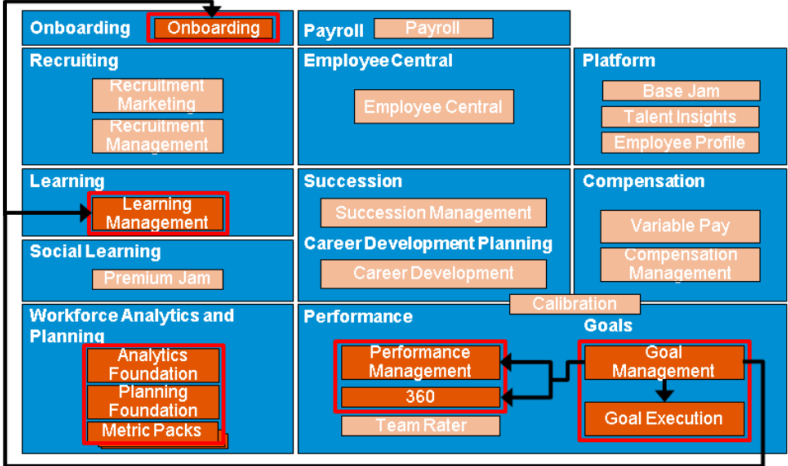 Onboarding
Onboarding
Payroll
Payroll
Recruiting
Recruitment
Marketing
Recruitment
Management
EmployeeCentral
Employee Central
Platform
Base Jam
Talent Insights
Employee Profile
Learning
Learning
Management
Succession
Succession Management
Career Development Planning
Career Development
Compensation
Variable Pay
Compensation
Management
Social Learning
Premium Jam
Workforce Analytics and
Planning
Analytics
Foundation
Planning
Foundation
Metric Packs
Calibration
Performance
Performance
Management
360
Team Rater
Goals
Goal
Management
Goal Execution